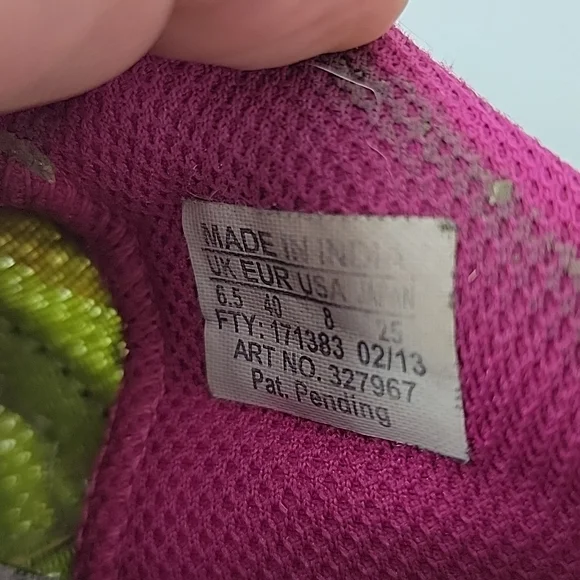 MADE IN INDIA
UK EUR USA JAPAN
6.5 40 8 25
FTY: 171383 02/13
ART NO. 327967
Pat. Pending